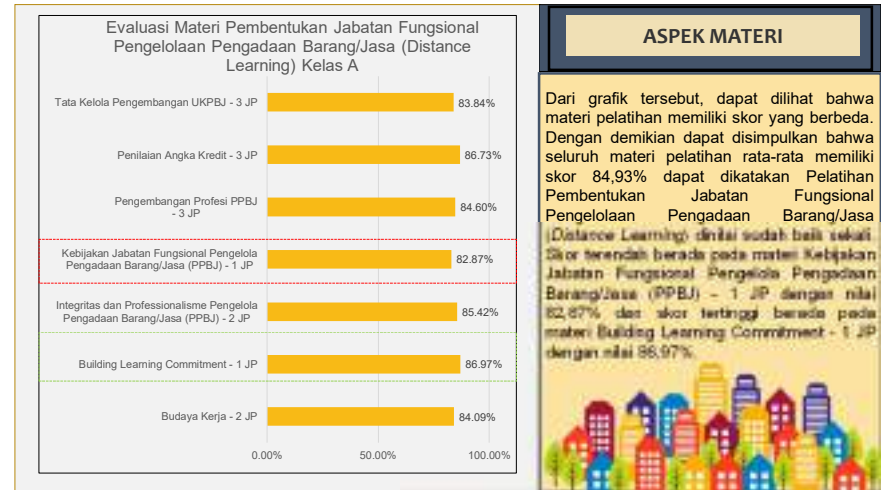 Evaluasi Materi Pembentukan Jabatan Fungsional
Pengelolaan Pengadaan Barang/Jasa (Distance
Learning) Kelas A
Tata Kelola Pengembangan UKPBJ - 3 JP
83.84%
Penilaian Angka Kredit - 3 JP
86.73%
Pengembangan Profesi PPBJ
- 3 JP
84.60%
Kebijakan Jabatan Fungsional Pengelola
Pengadaan Barang/Jasa (PPBJ) - 1 JP
82.87%
Integritas dan Professionalisme Pengelola
Pengadaan Barang/Jasa (PPBJ) - 2 JP
85.42%
Building Learning Commitment - 1 JP
86.97%
Budaya Kerja - 2 JP
84.09%
0.00%
50.00%
100.00%
ASPEK MATERI
Dari grafik tersebut, dapat dilihat bahwa
materi pelatihan memiliki skor yang berbeda.
Dengan demikian dapat disimpulkan bahwa
seluruh materi pelatihan rata-rata memiliki
skor 84,93% dapat dikatakan Pelatihan
Pembentukan Jabatan Fungsional
Pengelolaan Pengadaan Barang/Jasa
(Distance Learning) dinilai sudah baik sekali.
Skor terendah berada pada materi Kebijakan
Jabatan Fungsional Pengelola Pengadaan
Barang/Jasa (PPBJ) - 1 JP dengan nilai
82,87% dan skor tertinggi berada pada
materi Building Learning Commitment - 1 JP
dengan nilai 86,97%.